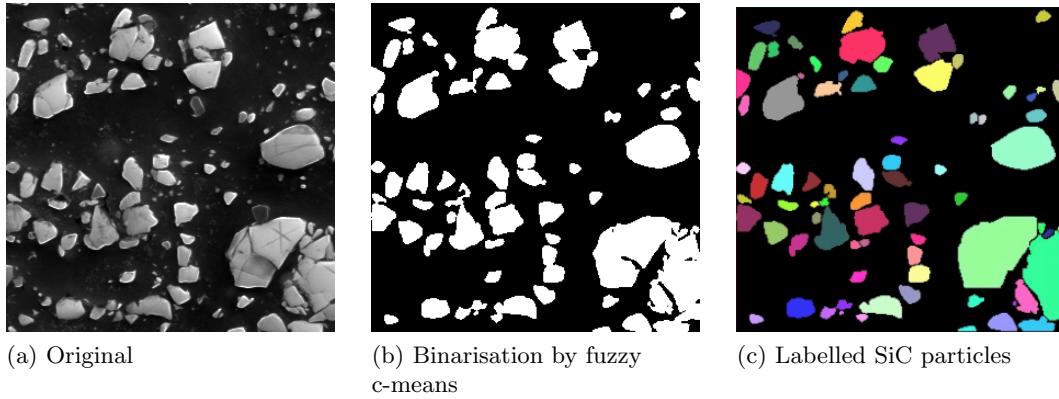 (a) Original
(b) Binarisation by fuzzy
c-means
(c) Labelled SiC particles